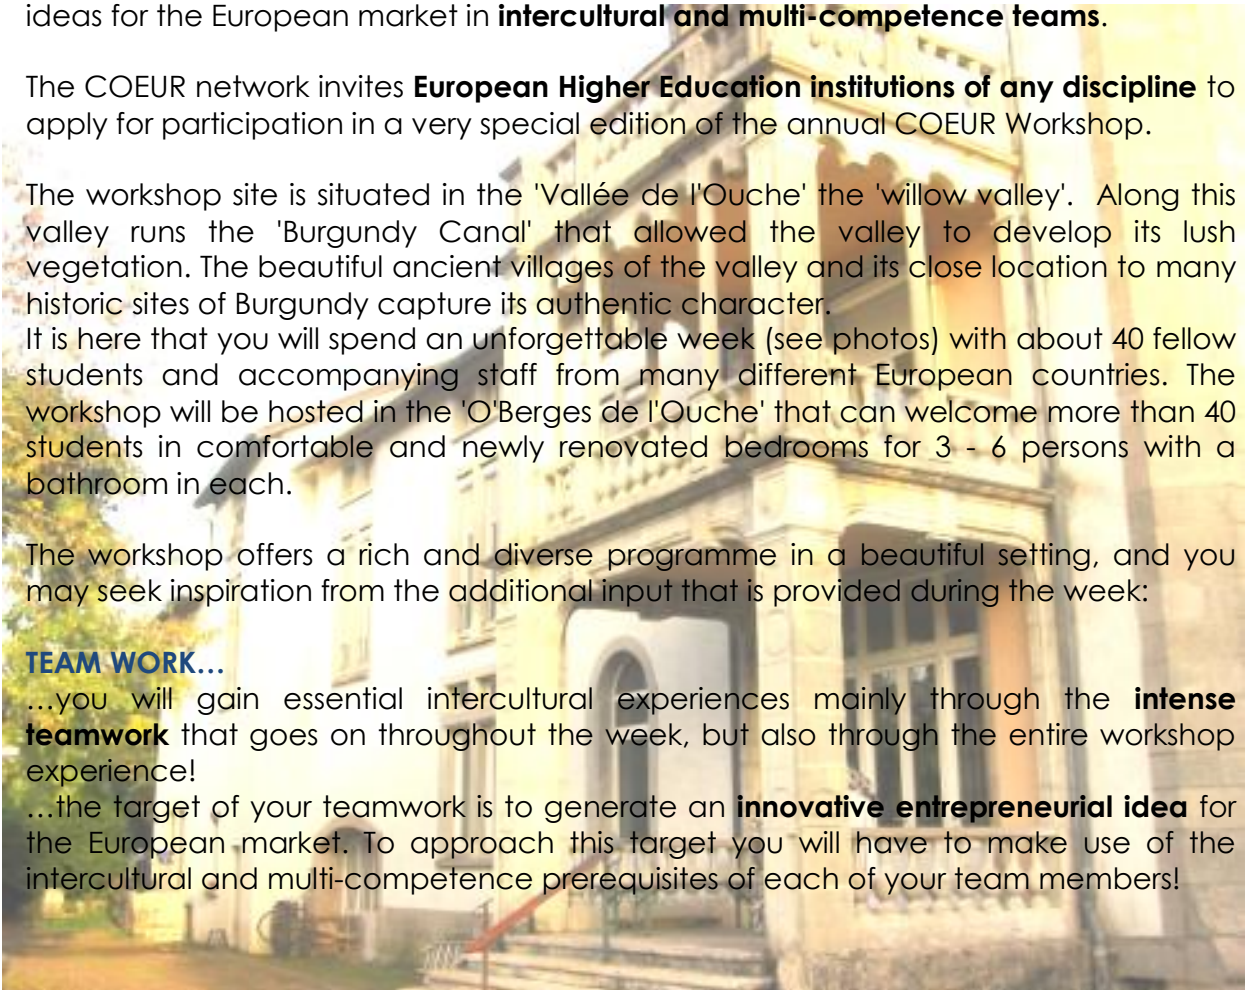 ideas for the European market in intercultural and multi-competence teams.
The COEUR network invites European Higher Education institutions of any discipline to
apply for participation in a very special edition of the annual COEUR Workshop.
The workshop site is situated in the 'Vallée de l'Ouche' the 'willow valley'. Along this
valley runs the 'Burgundy Canal' that allowed the valley to develop its lush
vegetation. The beautiful ancient villages of the valley and its close location to many
historic sites of Burgundy capture its authentic character.
It is here that you will spend an unforgettable week (see photos) with about 40 fellow
students and accompanying staff from many different European countries. The
workshop will be hosted in the 'O'Berges de l'Ouche' that can welcome more than 40
students in comfortable and newly renovated bedrooms for 3 - 6 persons with a
bathroom in each.
The workshop offers a rich and diverse programme in a beautiful setting, and you
may seek inspiration from the additional input that is provided during the week:
TEAM WORK…
…you will gain essential intercultural experiences mainly through the intense
teamwork that goes on throughout the week, but also through the entire workshop
experience!
…the target of your teamwork is to generate an innovative entrepreneurial idea for
the European market. To approach this target you will have to make use of the
intercultural and multi-competence prerequisites of each of your team members!